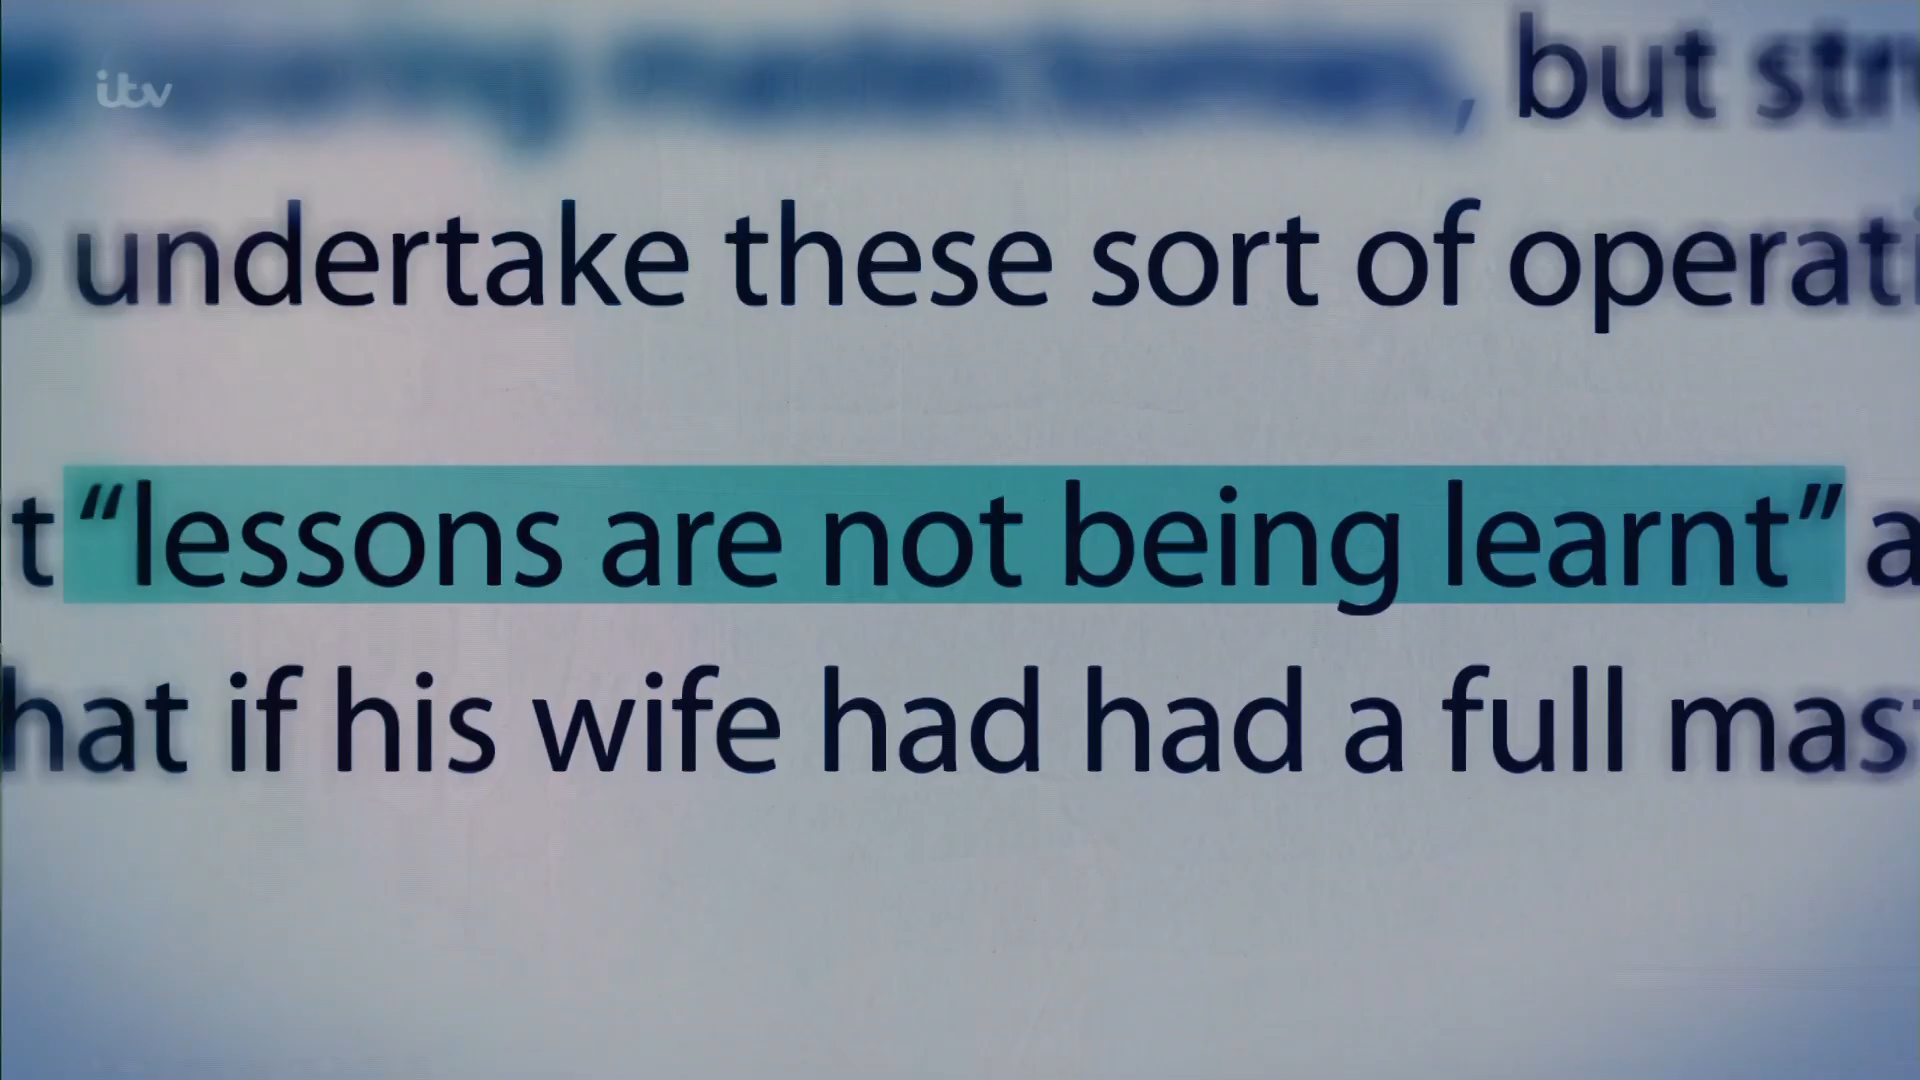 itv
, but
undertake these sort of operati
t “lessons are not being learnt” a
hat if his wife had had a full mas